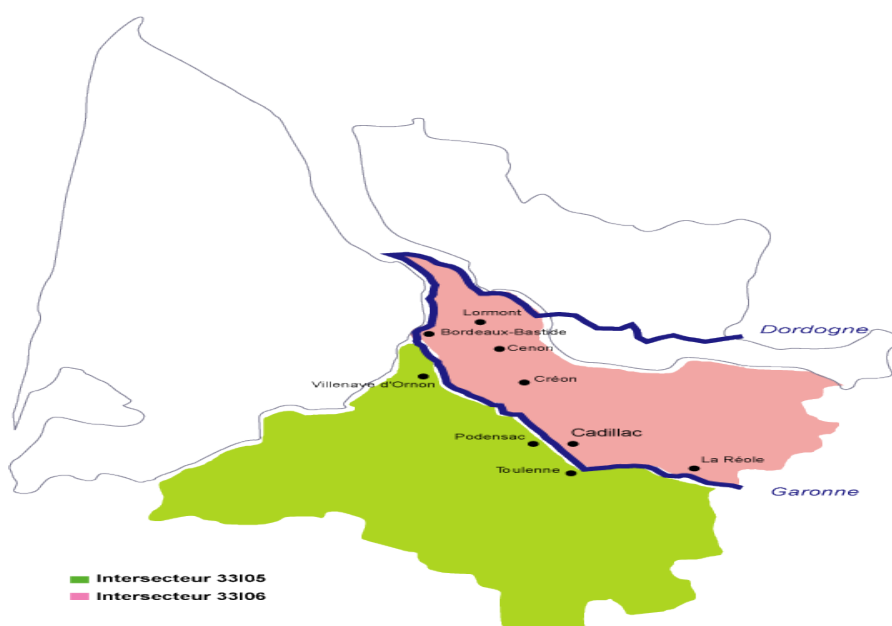 Lormont
Bordeaux-Bastide
Dordogne
Cenon
Villenave d'Ornon
Créon
Podensac
Cadillac
Toulenne
La Réole
Garonne
Intersecteur 33I05
Intersecteur 33I06